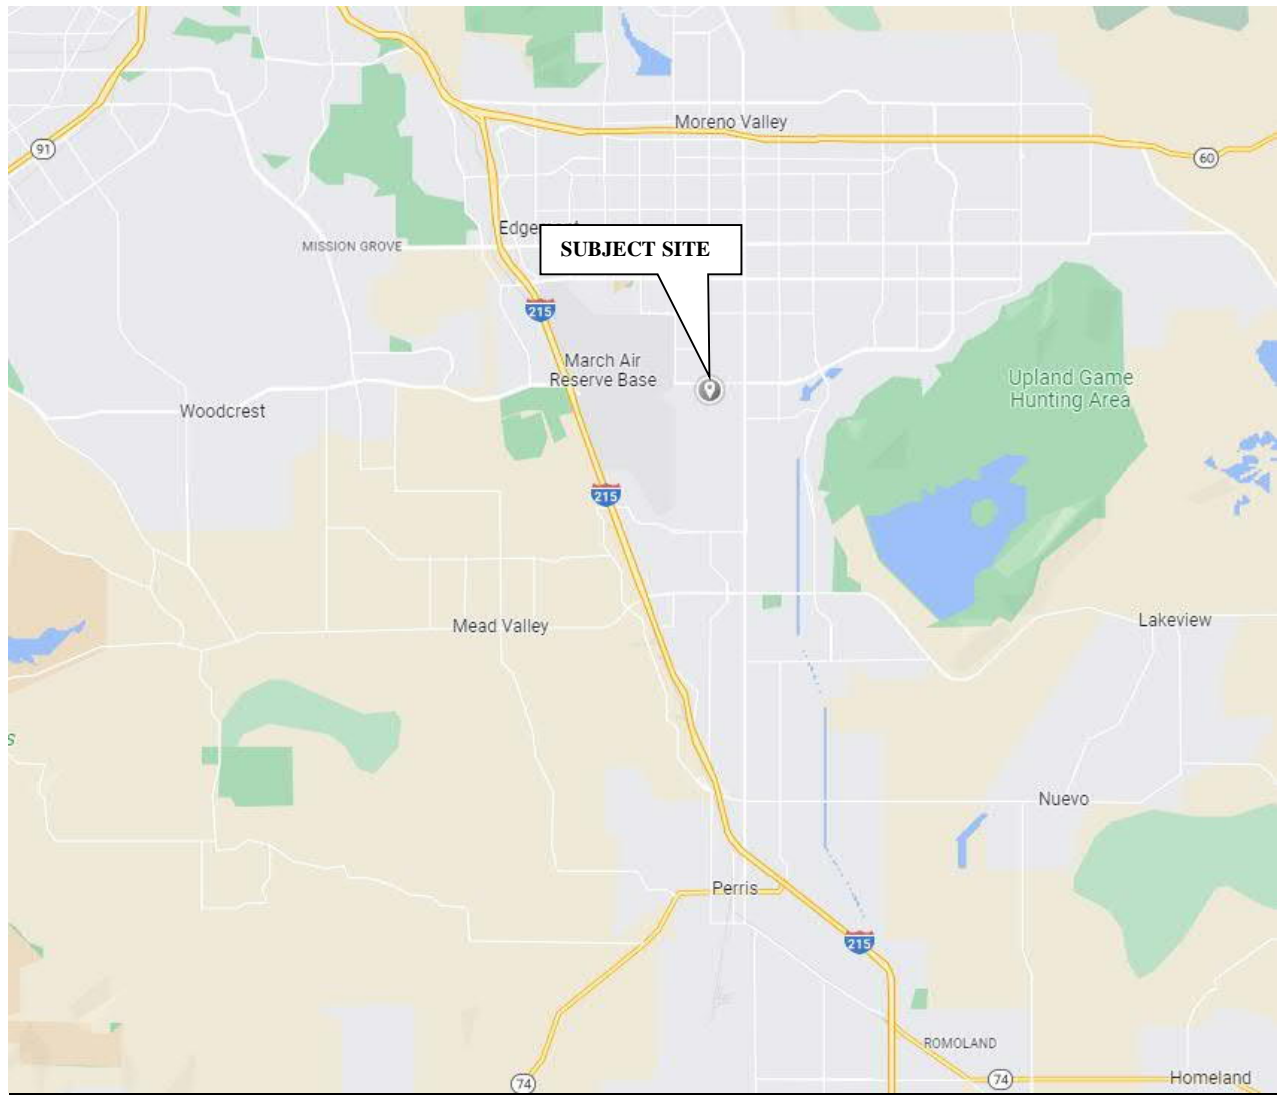 Moreno Valley
91
60
Edgemont
MISSION GROVE
SUBJECT SITE
215
March Air
Reserve Base
Upland Game
Hunting Area
Woodcrest
215
Lakeview
Mead Valley
s
Nuevo
Perris
215
ROMOLAND
74
74
Homeland